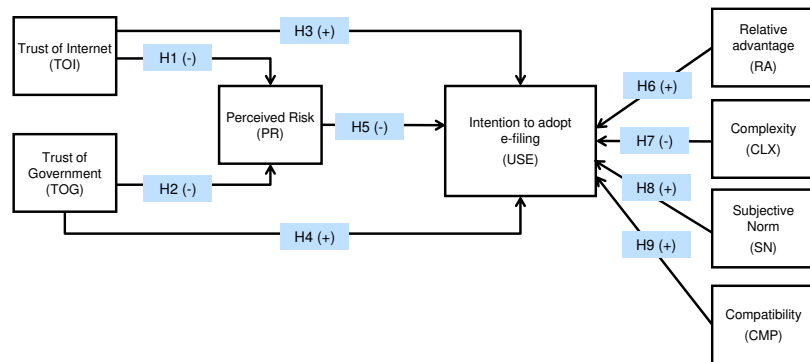 Trust of Internet
(TOI)
H1 (-)
H3 (+)
Perceived Risk
(PR)
H5 (-)
Trust of
Government
(TOG)
H2 (-)
H4 (+)
Intention to adopt
e-filing
(USE)
H6 (+)
H7 (-)
H8 (+)
H9 (+)
Relative
advantage
(RA)
Complexity
(CLX)
Subjective
Norm
(SN)
Compatibility
(CMP)